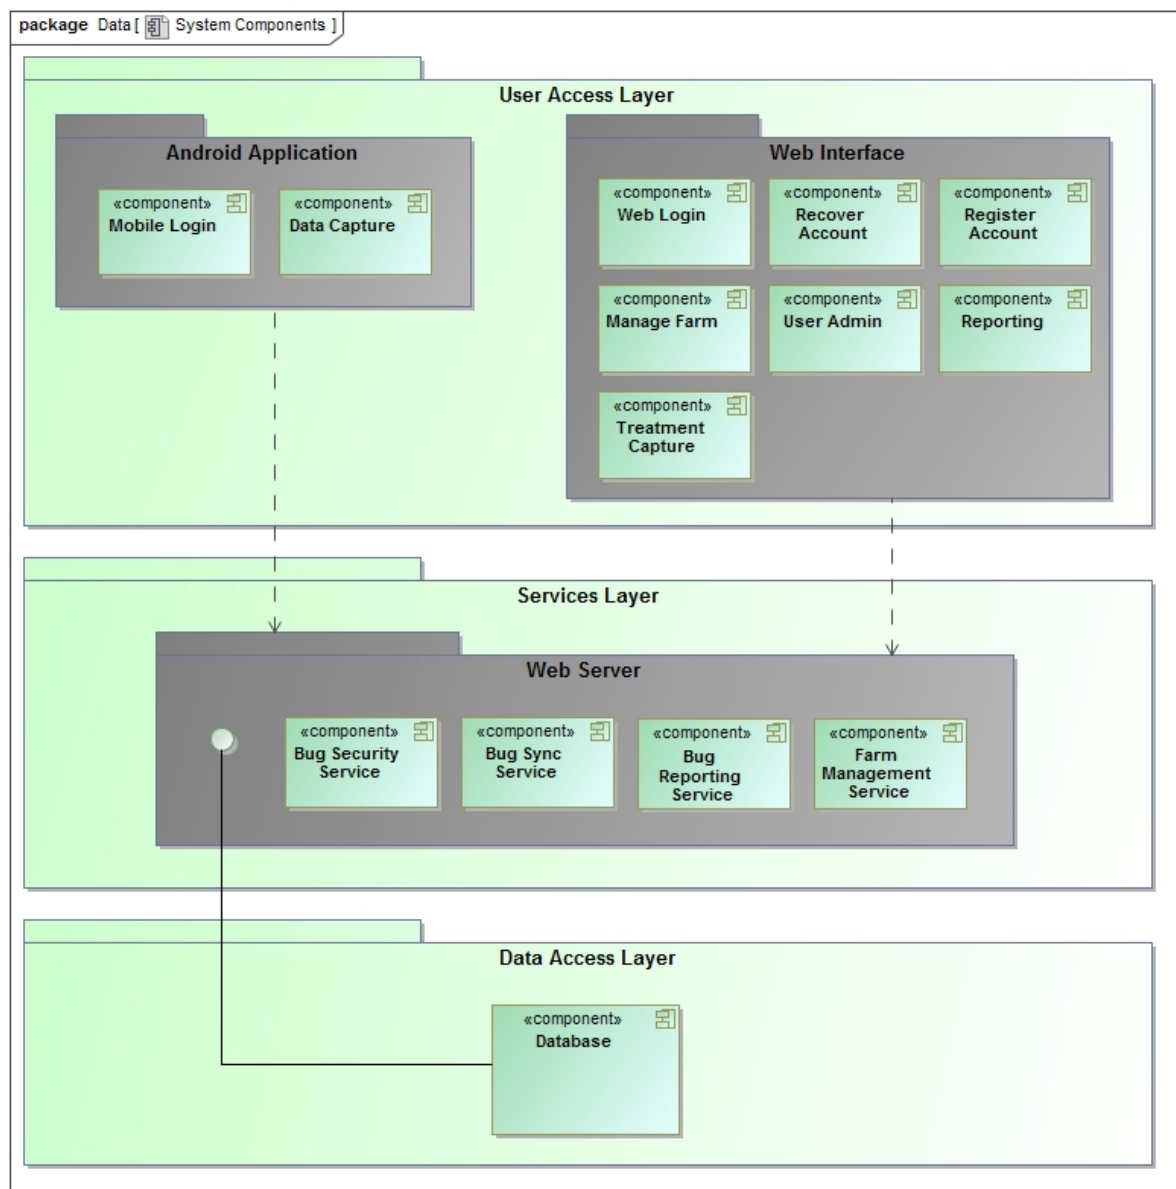 package Data [ System Components ]
User Access Layer
Android Application
«component»
Mobile Login
«component»
Data Capture
Web Interface
«component»
Web Login
«component»
Recover
Account
«component»
Register
Account
«component»
Manage Farm
«component»
User Admin
«component»
Reporting
«component»
Treatment
Capture
Services Layer
Web Server
«component»
Bug Security
Service
«component»
Bug Sync
Service
«component»
Bug
Reporting
Service
«component»
Farm
Management
Service
Data Access Layer
«component»
Database